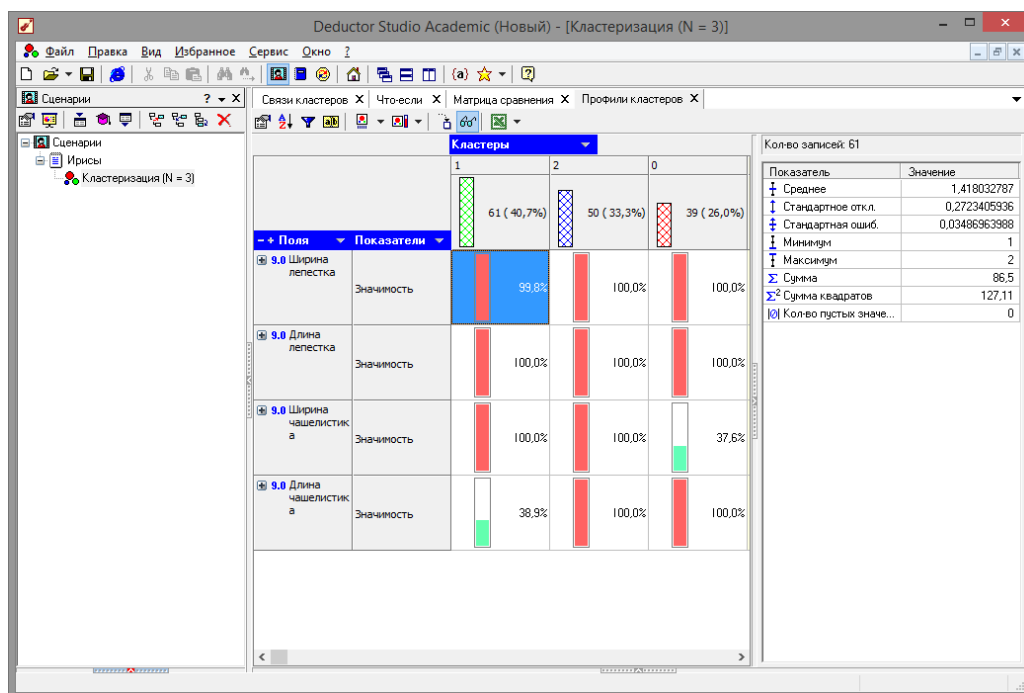 Deductor Studio Academic (Новый) - [Кластеризация (N = 3)]
Файл Правка Вид Избранное Сервис Окно ?
Сценарии
Связи кластеров X Что-если X Матрица сравнения X Профили кластеров X
Сценарии
Ирисы
Кластеризация (N = 3)
Кластеры
1 2 0
61 (40,7%) 50 (33,3%) 39 (26,0%)
Поля Показатели
9.0 Ширина
лепестка
Значимость 99,8% 100,0% 100,0%
9.0 Длина
лепестка
Значимость 100,0% 100,0% 100,0%
9.0 Ширина
чашелистик
а
Значимость 100,0% 100,0% 37,6%
9.0 Длина
чашелистик
а
Значимость 38,9% 100,0% 100,0%
Кол-во записей: 61
Показатель Значение
Среднее 1,418032787
Стандартное откл. 0,2723405936
Стандартная ошиб. 0,03486963988
Минимум 1
Максимум 2
Σ Сумма 86,5
Σ² Сумма квадратов 127,11
|0| Кол-во пустых значе... 0